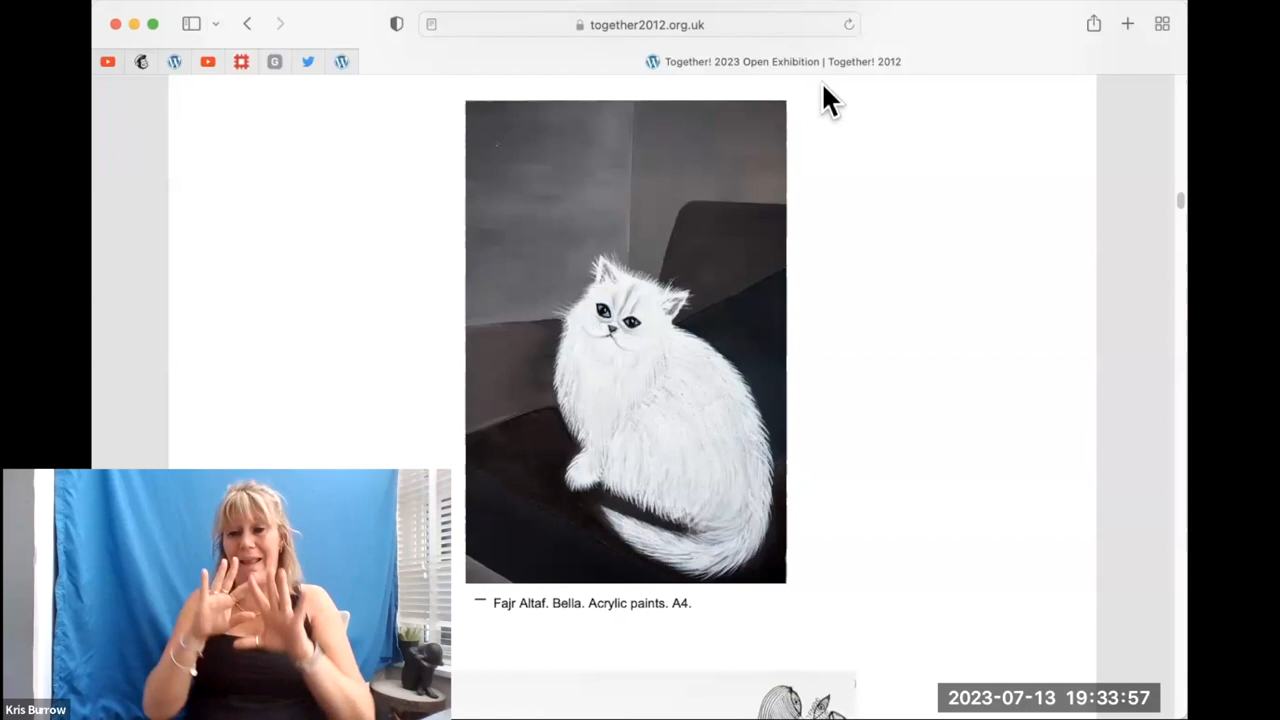 together2012.org.uk
G
Together! 2023 Open Exhibition | Together! 2012
Fajr Altaf. Bella. Acrylic paints. A4.
Kris Burrow
2023-07-13 19:33:57